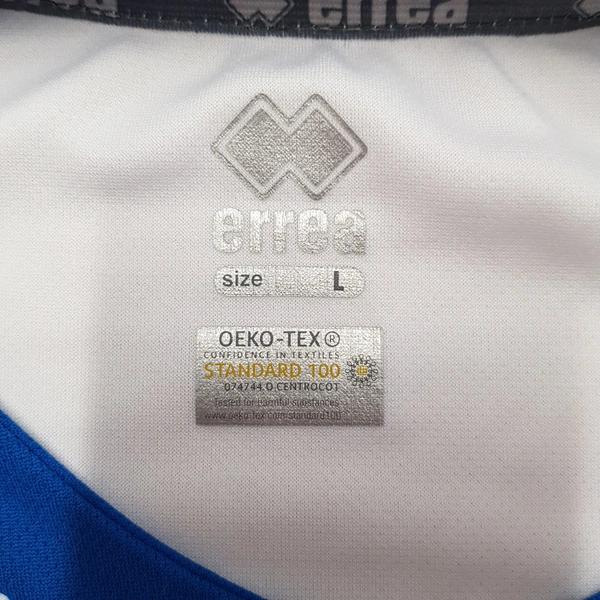 errea
errea
errea
size L
OEKO-TEX®
CONFIDENCE IN TEXTILES
STANDARD 100
074744.O CENTROCOT
Tested for harmful substances
www.oeko-tex.com/standard100